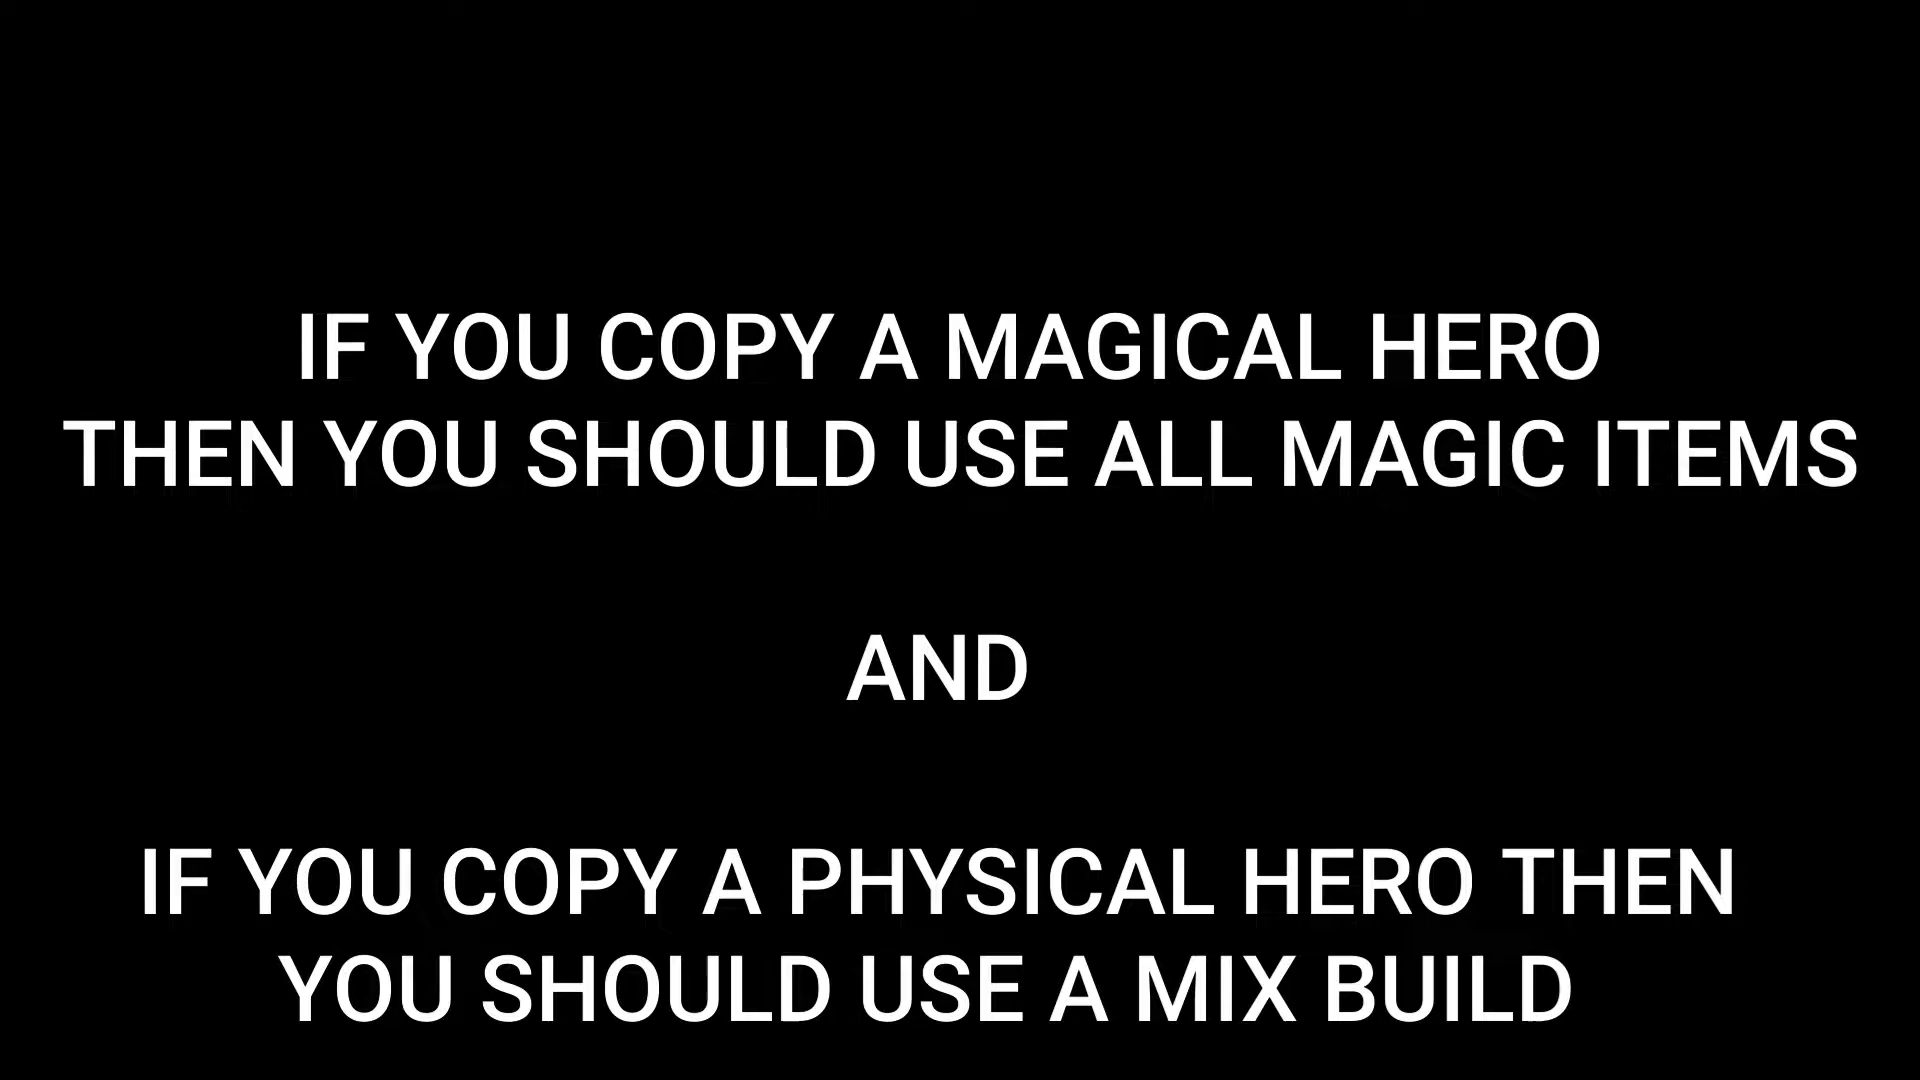 IF YOU COPY A MAGICAL HERO
THEN YOU SHOULD USE ALL MAGIC ITEMS
AND
IF YOU COPY A PHYSICAL HERO THEN
YOU SHOULD USE A MIX BUILD